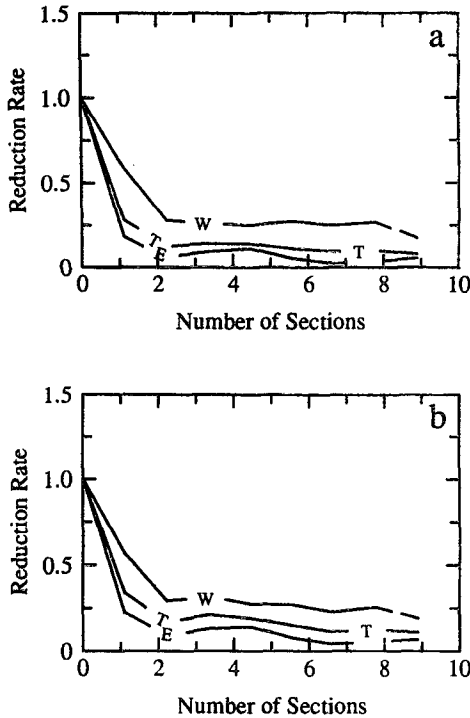 1.5
a
1.0
Reduction Rate
0.5
W
T
E
T
0
0 2 4 6 8 10
Number of Sections
1.5
b
1.0
Reduction Rate
0.5
W
T
E
T
0
0 2 4 6 8 10
Number of Sections